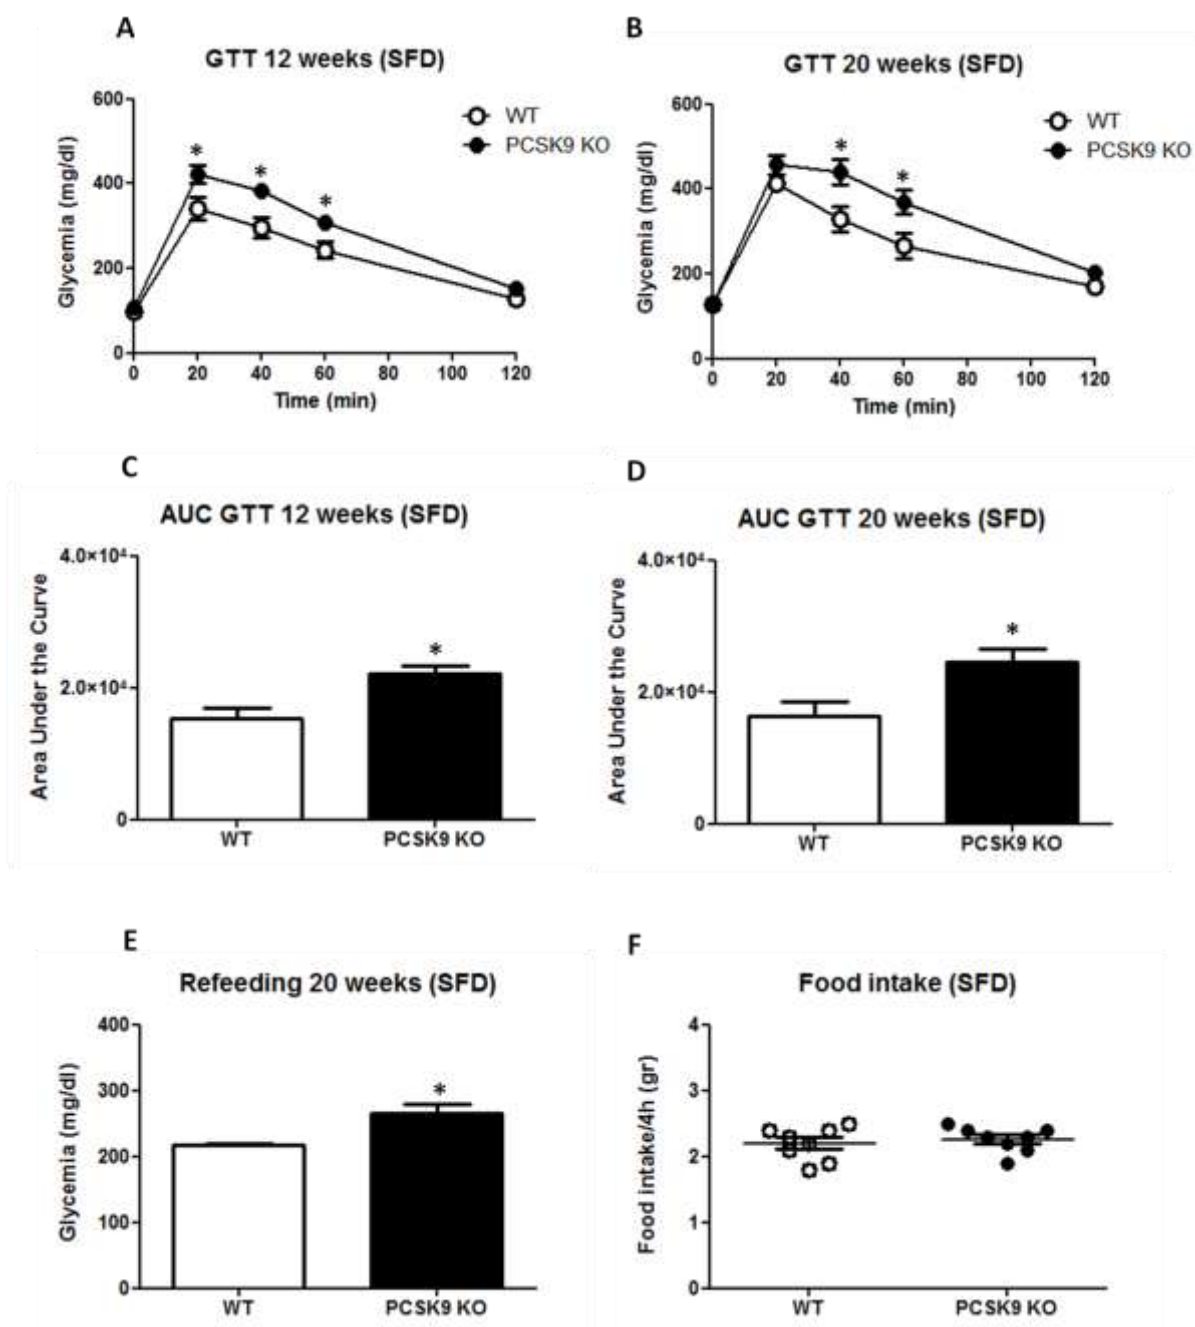 A
B
GTT 12 weeks (SFD)
GTT 20 weeks (SFD)
600
400
200
0
Glycemia (mg/dl)
WT
PCSK9 KO
*
*
*
0 20 40 60 80 100 120
Time (min)
600
400
200
0
Glycemia (mg/dl)
WT
PCSK9 KO
*
*
0 20 40 60 80 100 120
Time (min)
C
D
AUC GTT 12 weeks (SFD)
AUC GTT 20 weeks (SFD)
4.0×10⁴
2.0×10⁴
0
Area Under the Curve
*
WT PCSK9 KO
4.0×10⁴
2.0×10⁴
0
Area Under the Curve
*
WT PCSK9 KO
E
F
Refeeding 20 weeks (SFD)
Food intake (SFD)
400
300
200
100
0
Glycemia (mg/dl)
*
WT PCSK9 KO
4
3
2
1
0
Food intake/4h (gr)
WT PCSK9 KO